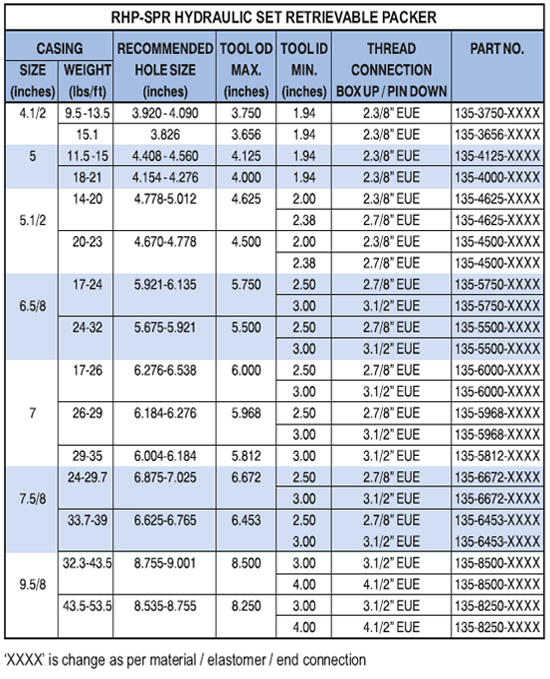 RHP-SPR HYDRAULIC SET RETRIEVABLE PACKER
CASING RECOMMENDED TOOL OD TOOL ID THREAD PART NO.
SIZE WEIGHT HOLE SIZE MAX. MIN. CONNECTION
(inches) (lbs/ft) (inches) (inches) (inches) BOX UP / PIN DOWN
4.1/2 9.5-13.5 3.920-4.090 3.750 1.94 2.3/8" EUE 135-3750-XXXX
15.1 3.826 3.656 1.94 2.3/8" EUE 135-3656-XXXX
5 11.5-15 4.408-4.560 4.125 1.94 2.3/8" EUE 135-4125-XXXX
18-21 4.154-4.276 4.000 1.94 2.3/8" EUE 135-4000-XXXX
5.1/2 14-20 4.778-5.012 4.625 2.00 2.3/8" EUE 135-4625-XXXX
2.38 2.7/8" EUE 135-4625-XXXX
20-23 4.670-4.778 4.500 2.00 2.3/8" EUE 135-4500-XXXX
2.38 2.7/8" EUE 135-4500-XXXX
6.5/8 17-24 5.921-6.135 5.750 2.50 2.7/8" EUE 135-5750-XXXX
3.00 3.1/2" EUE 135-5750-XXXX
24-32 5.675-5.921 5.500 2.50 2.7/8" EUE 135-5500-XXXX
3.00 3.1/2" EUE 135-5500-XXXX
7 17-26 6.276-6.538 6.000 2.50 2.7/8" EUE 135-6000-XXXX
3.00 3.1/2" EUE 135-6000-XXXX
26-29 6.184-6.276 5.968 2.50 2.7/8" EUE 135-5968-XXXX
3.00 3.1/2" EUE 135-5968-XXXX
29-35 6.004-6.184 5.812 3.00 3.1/2" EUE 135-5812-XXXX
7.5/8 24-29.7 6.875-7.025 6.672 2.50 2.7/8" EUE 135-6672-XXXX
3.00 3.1/2" EUE 135-6672-XXXX
33.7-39 6.625-6.765 6.453 2.50 2.7/8" EUE 135-6453-XXXX
3.00 3.1/2" EUE 135-6453-XXXX
9.5/8 32.3-43.5 8.755-9.001 8.500 3.00 3.1/2" EUE 135-8500-XXXX
4.00 4.1/2" EUE 135-8500-XXXX
43.5-53.5 8.535-8.755 8.250 3.00 3.1/2" EUE 135-8250-XXXX
4.00 4.1/2" EUE 135-8250-XXXX
'XXXX' is change as per material / elastomer / end connection